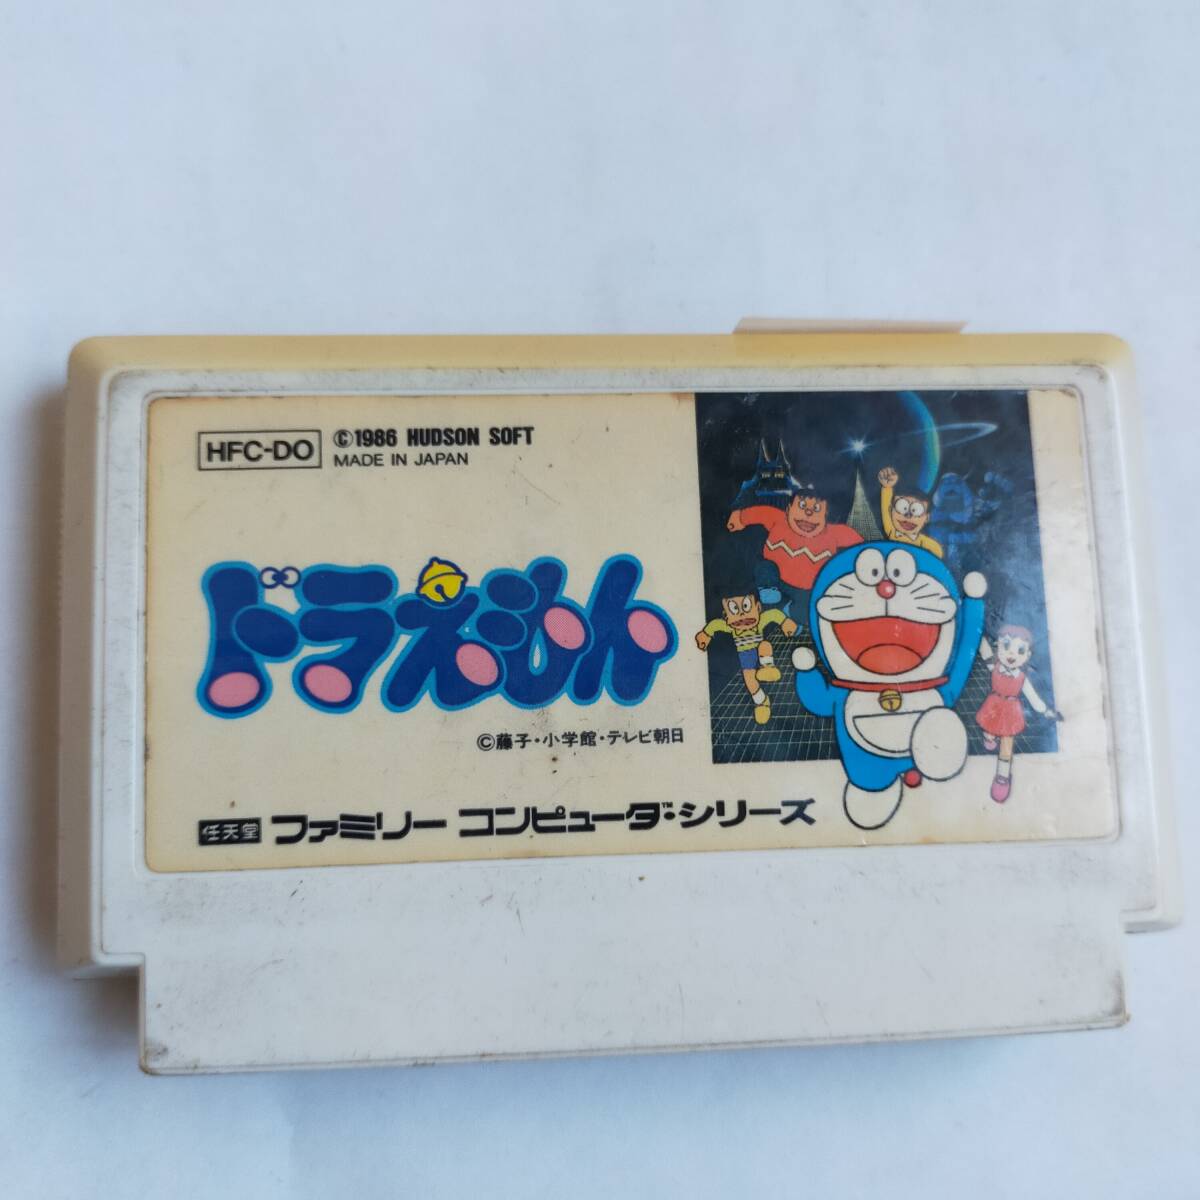 HFC-DO
©1986 HUDSON SOFT
MADE IN JAPAN
ドラえもん
©藤子・小学館・テレビ朝日
任天堂 ファミリー コンピュータ™・シリーズ